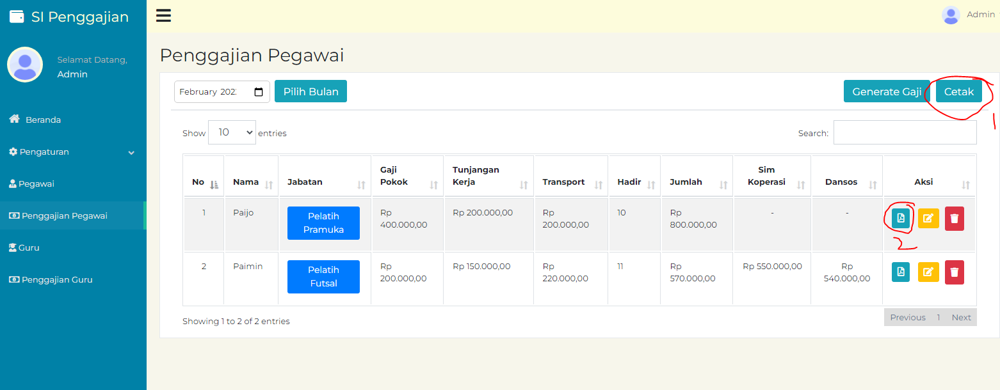 SI Penggajian
Admin
Selamat Datang,
Admin
Beranda
Pengaturan
Pegawai
Penggajian Pegawai
Guru
Penggajian Guru
Penggajian Pegawai
February 202
Pilih Bulan
Generate Gaji
Cetak
1
Show 10 entries
Search:
No
Nama
Jabatan
Gaji
Pokok
Tunjangan
Kerja
Transport
Hadir
Jumlah
Sim
Koperasi
Dansos
Aksi
1
Paijo
Pelatih
Pramuka
Rp
400.000,00
Rp 200.000,00
Rp
200.000,00
10
Rp
800.000,00
-
-
2
2
Paimin
Pelatih
Futsal
Rp
200.000,00
Rp 150.000,00
Rp
220.000,00
11
Rp
570.000,00
Rp 550.000,00
Rp
540.000,00
Showing 1 to 2 of 2 entries
Previous 1 Next